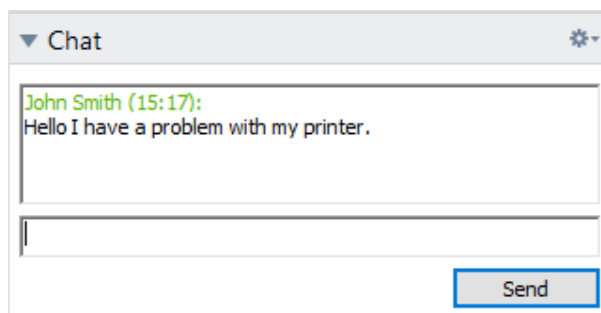 Chat
John Smith (15:17):
Hello I have a problem with my printer.
Send